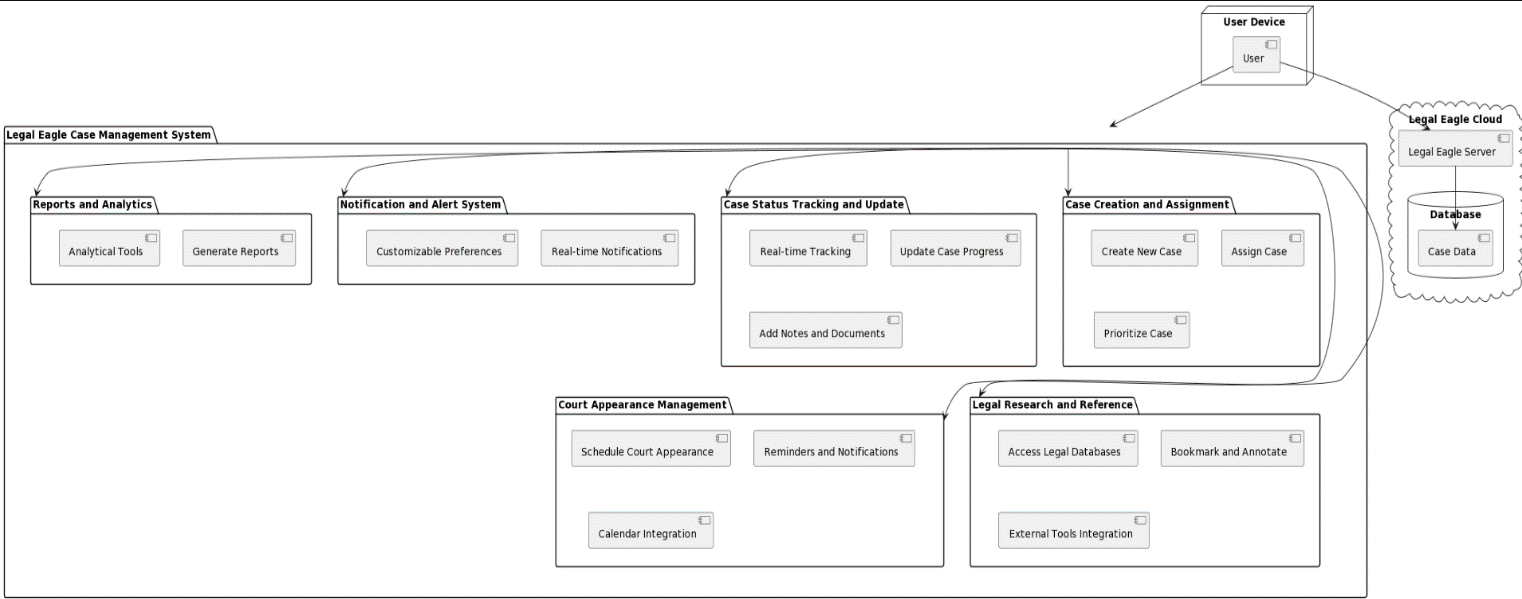 User Device
User
Legal Eagle Cloud
Legal Eagle Server
Database
Case Data
Legal Eagle Case Management System
Reports and Analytics
Analytical Tools
Generate Reports
Notification and Alert System
Customizable Preferences
Real-time Notifications
Case Status Tracking and Update
Real-time Tracking
Update Case Progress
Add Notes and Documents
Case Creation and Assignment
Create New Case
Assign Case
Prioritize Case
Court Appearance Management
Schedule Court Appearance
Reminders and Notifications
Calendar Integration
Legal Research and Reference
Access Legal Databases
Bookmark and Annotate
External Tools Integration